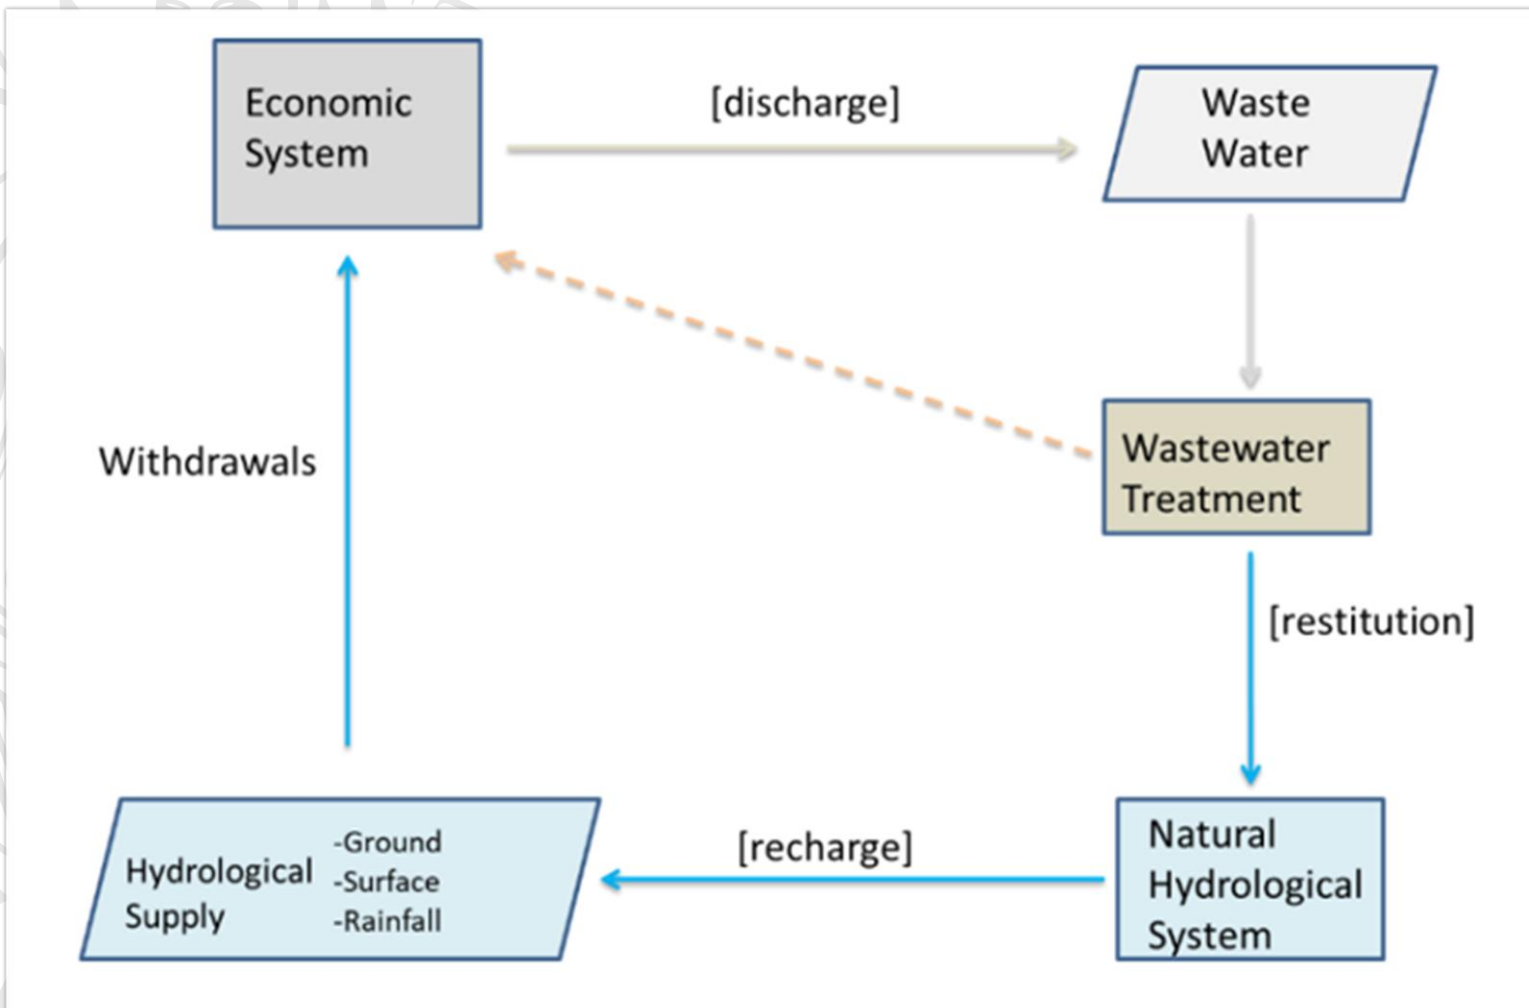 Economic
System
[discharge]
Waste
Water
Withdrawals
Wastewater
Treatment
[restitution]
Hydrological
Supply
-Ground
-Surface
-Rainfall
[recharge]
Natural
Hydrological
System